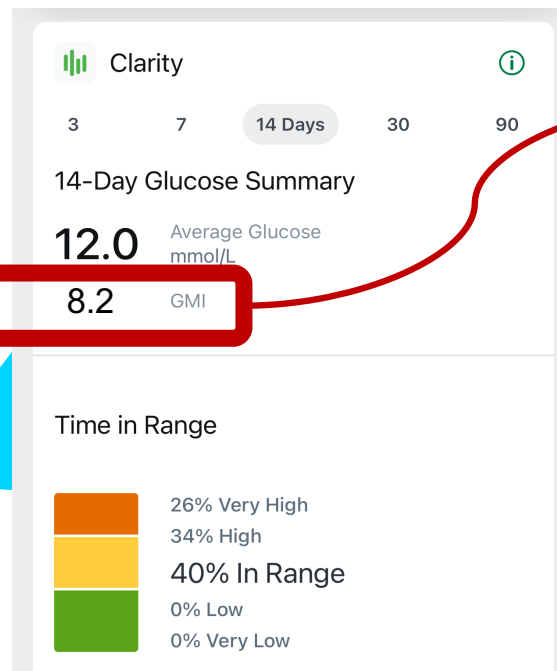 Clarity
3 7 14 Days 30 90
14-Day Glucose Summary
12.0 Average Glucose
mmol/L
8.2 GMI
Time in Range
26% Very High
34% High
40% In Range
0% Low
0% Very Low